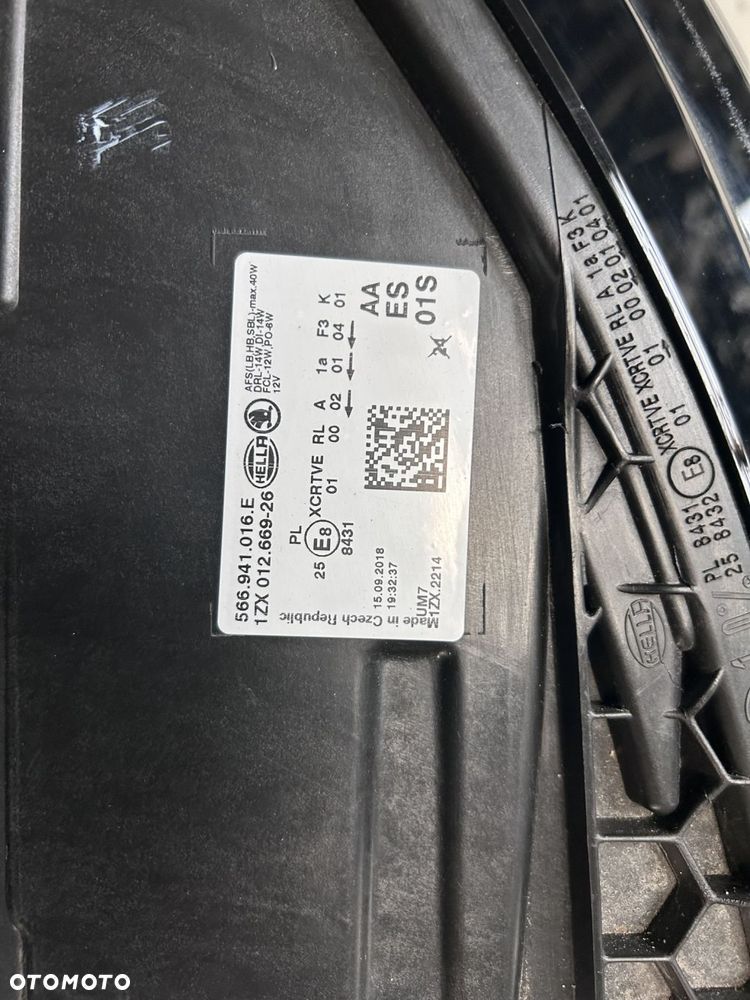 566.941.016.E
1ZX 012.669-26
HELLA
AFS(LB,HB,SBL)-max.40W
DRL-14W,DI-14W
FCL-12W,PO-6W
12V
PL
25 E8 XCRTVE RL A 1a F3 K
8431 01 00 02 01 04 01
AA
ES
01S
24
15.09.2018
19:32:37
UM7
Made in
Czech Republic
1ZX.2214
PL 8431 E8 XCRTVE XCRTVE RL A 1a F3 K
25 8432 01 01 00 02 01 04 01
HELLA
OTOMOTO